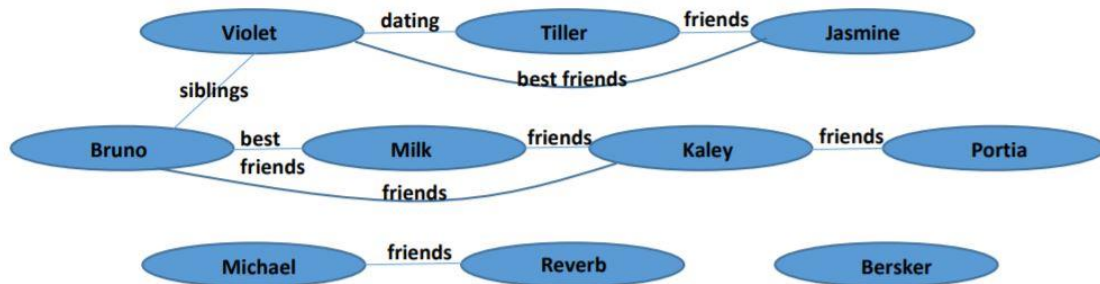 Violet dating Tiller friends Jasmine
best friends
siblings
Bruno best friends Milk friends Kaley friends Portia
friends
Michael friends Reverb Bersker